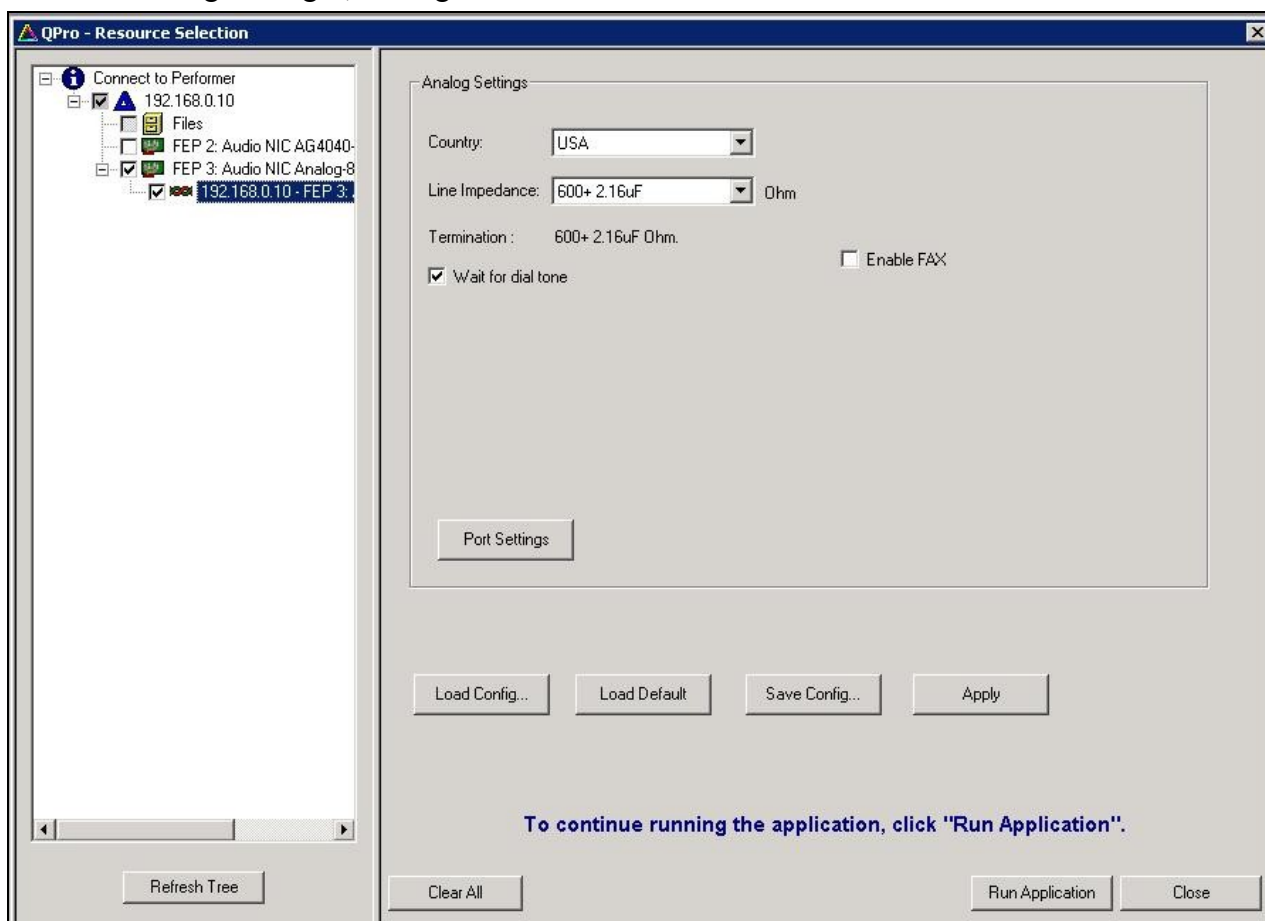 QPro - Resource Selection
Connect to Performer
192.168.0.10
Files
FEP 2: Audio NIC AG4040-
FEP 3: Audio NIC Analog-8
192.168.0.10 - FEP 3:
Analog Settings
Country: USA
Line Impedance: 600+ 2.16uF Ohm
Termination : 600+ 2.16uF Ohm.
Enable FAX
Wait for dial tone
Port Settings
Load Config... Load Default Save Config... Apply
To continue running the application, click "Run Application".
Refresh Tree Clear All Run Application Close